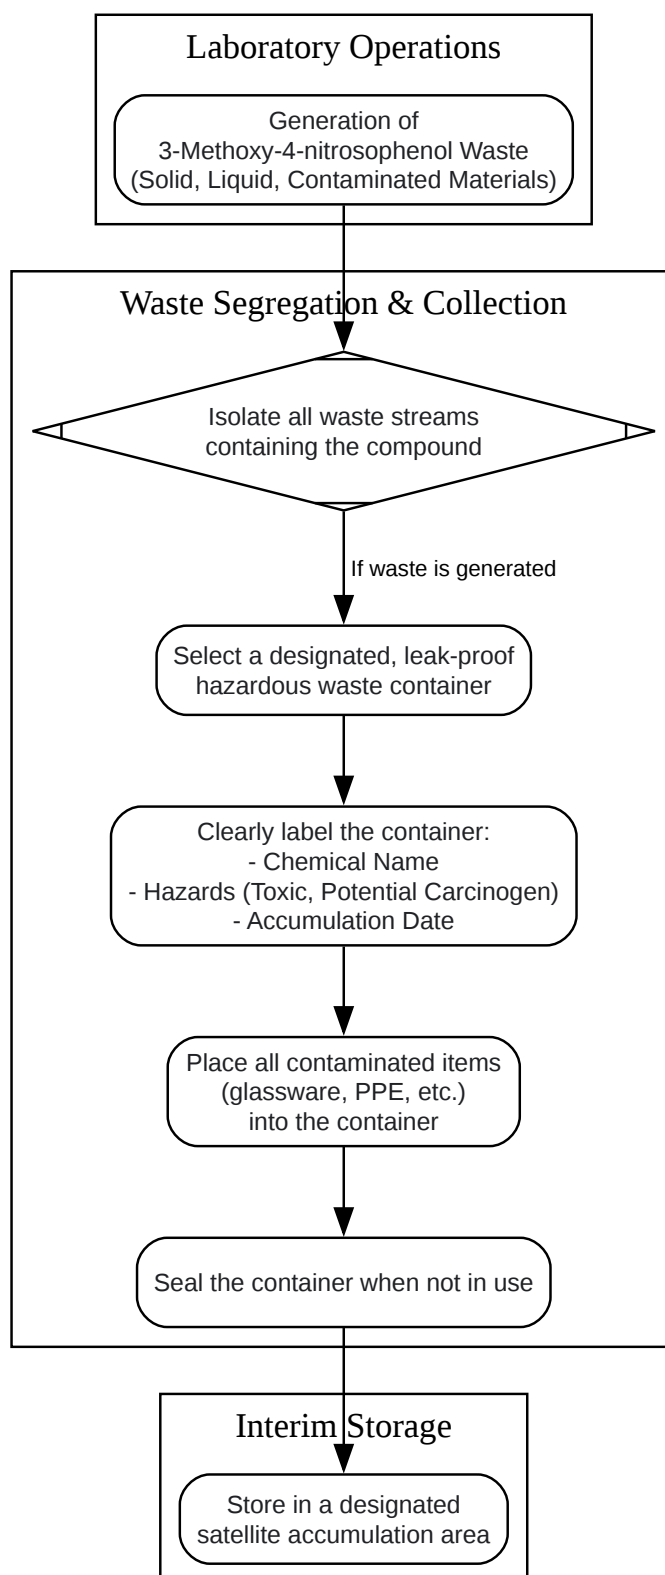 Laboratory Operations
Generation of
3-Methoxy-4-nitrosophenol Waste
(Solid, Liquid, Contaminated Materials)
Waste Segregation & Collection
Isolate all waste streams
containing the compound
If waste is generated
Select a designated, leak-proof
hazardous waste container
Clearly label the container:
- Chemical Name
- Hazards (Toxic, Potential Carcinogen)
- Accumulation Date
Place all contaminated items
(glassware, PPE, etc.)
into the container
Seal the container when not in use
Interim Storage
Store in a designated
satellite accumulation area